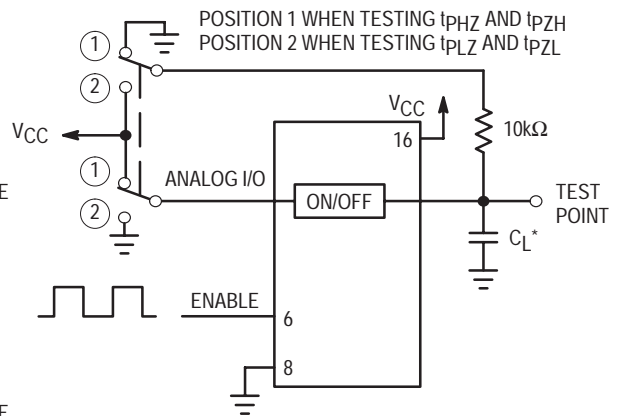 POSITION 1 WHEN TESTING tPHZ AND tPZH
POSITION 2 WHEN TESTING tPLZ AND tPZL
1
2
VCC
VCC
16
10kΩ
1
ANALOG I/O
ON/OFF
TEST
POINT
E
2
CL*
ENABLE
6
8
E